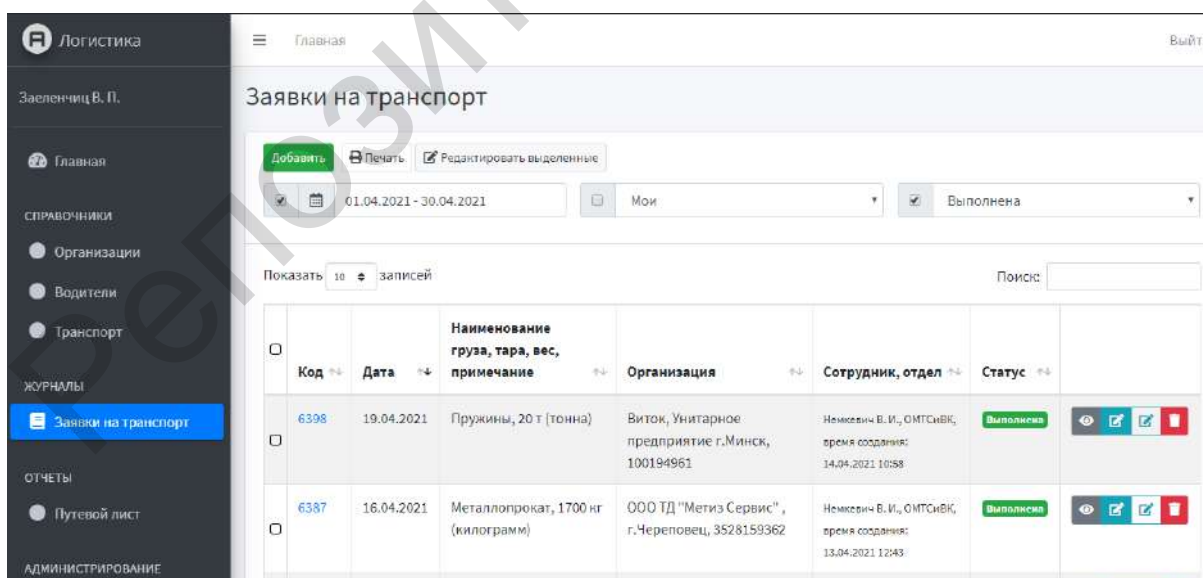 Логистика
Главная
Заеленчиц В. П.
Заявки на транспорт
Главная
Добавить Печать Редактировать выделенные
01.04.2021 - 30.04.2021 Мои Выполнена
СПРАВОЧНИКИ
Организации
Водители
Транспорт
Показать 10 записей Поиск:
Наименование
груза, тара, вес,
Код Дата примечание Организация Сотрудник, отдел Статус
ЖУРНАЛЫ
Заявки на транспорт
6398 19.04.2021 Пружины, 20 т (тонна) Виток, Унитарное Немкевич В. И., ОМТСиВК, Выполнена
предприятие г.Минск, время создания:
100194961 14.04.2021 10:58
ОТЧЕТЫ
Путевой лист
6387 16.04.2021 Металлопрокат, 1700 кг ООО ТД "Метиз Сервис" , Немкевич В. И., ОМТСиВК, Выполнена
(килограмм) г.Череповец, 3528159362 время создания:
13.04.2021 12:43
АДМИНИСТРИРОВАНИЕ